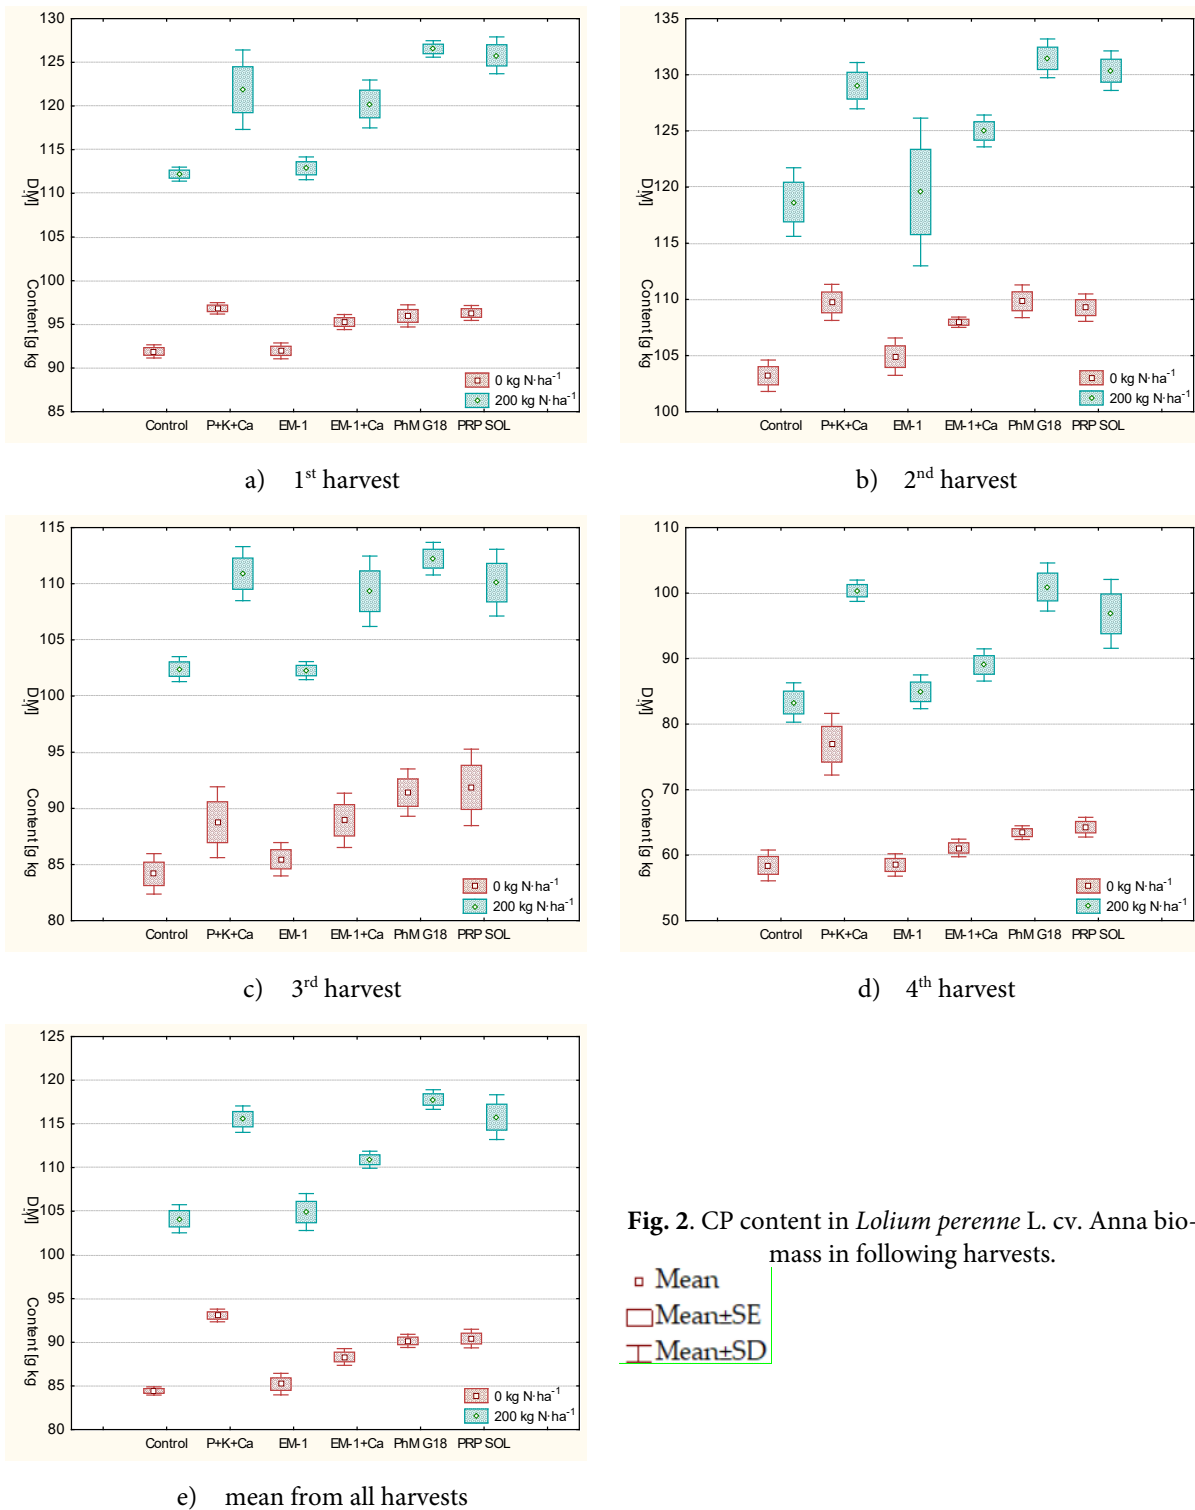 130
125
120
115
110
105
100
95
90
85
Content [g kg
D.M]
Control P+K+Ca EM-1 EM-1+Ca PhM G18 PRP SOL
0 kg N·ha⁻¹
200 kg N·ha⁻¹
a) 1st harvest
135
130
125
120
115
110
105
100
Content [g kg
D.M]
Control P+K+Ca EM-1 EM-1+Ca PhM G18 PRP SOL
0 kg N·ha⁻¹
200 kg N·ha⁻¹
b) 2nd harvest
115
110
105
100
95
90
85
80
Content [g kg
D.M]
Control P+K+Ca EM-1 EM-1+Ca PhM G18 PRP SOL
0 kg N·ha⁻¹
200 kg N·ha⁻¹
c) 3rd harvest
110
100
90
80
70
60
50
Content [g kg
D.M]
Control P+K+Ca EM-1 EM-1+Ca PhM G18 PRP SOL
0 kg N·ha⁻¹
200 kg N·ha⁻¹
d) 4th harvest
125
120
115
110
105
100
95
90
85
80
Content [g kg
D.M]
Control P+K+Ca EM-1 EM-1+Ca PhM G18 PRP SOL
0 kg N·ha⁻¹
200 kg N·ha⁻¹
e) mean from all harvests
Fig. 2. CP content in Lolium perenne L. cv. Anna bio-
mass in following harvests.
Mean
Mean±SE
Mean±SD